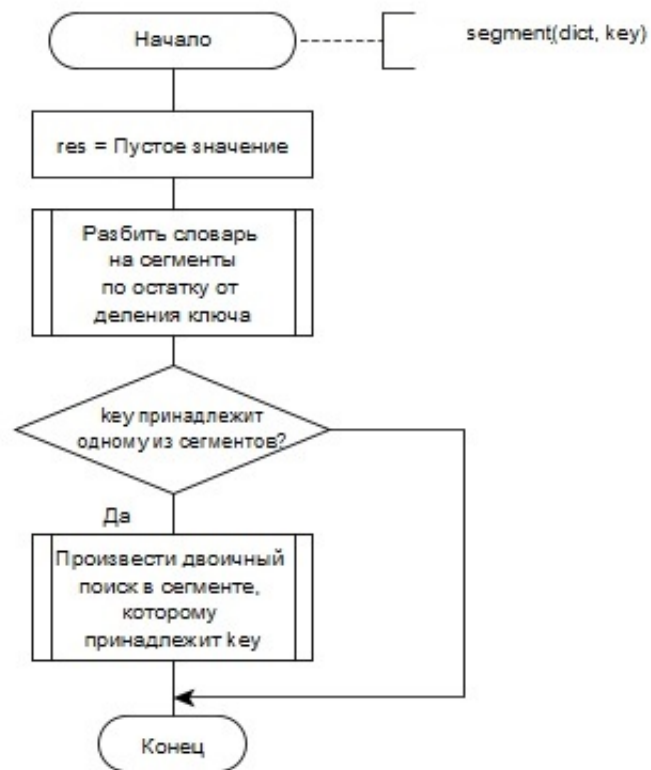 Начало
segment(dict, key)
res = Пустое значение
Разбить словарь
на сегменты
по остатку от
деления ключа
key принадлежит
одному из сегментов?
Да
Произвести двоичный
поиск в сегменте,
которому
принадлежит key
Конец